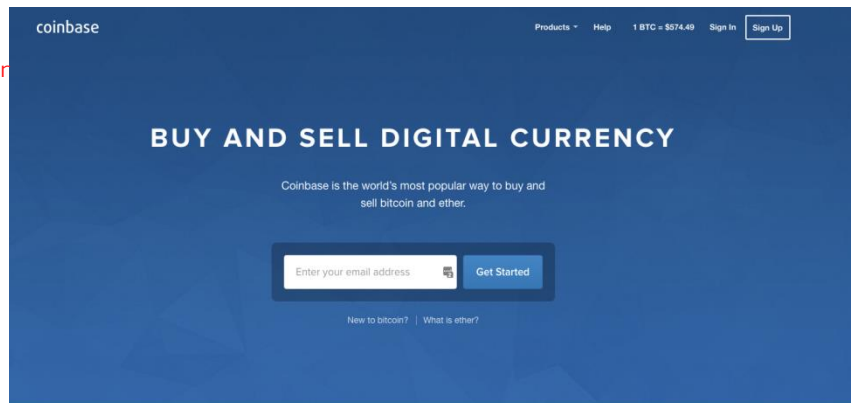 coinbase
Products Help 1 BTC = $574.49 Sign In Sign Up
BUY AND SELL DIGITAL CURRENCY
Coinbase is the world's most popular way to buy and
sell bitcoin and ether.
Enter your email address Get Started
New to bitcoin? | What is ether?